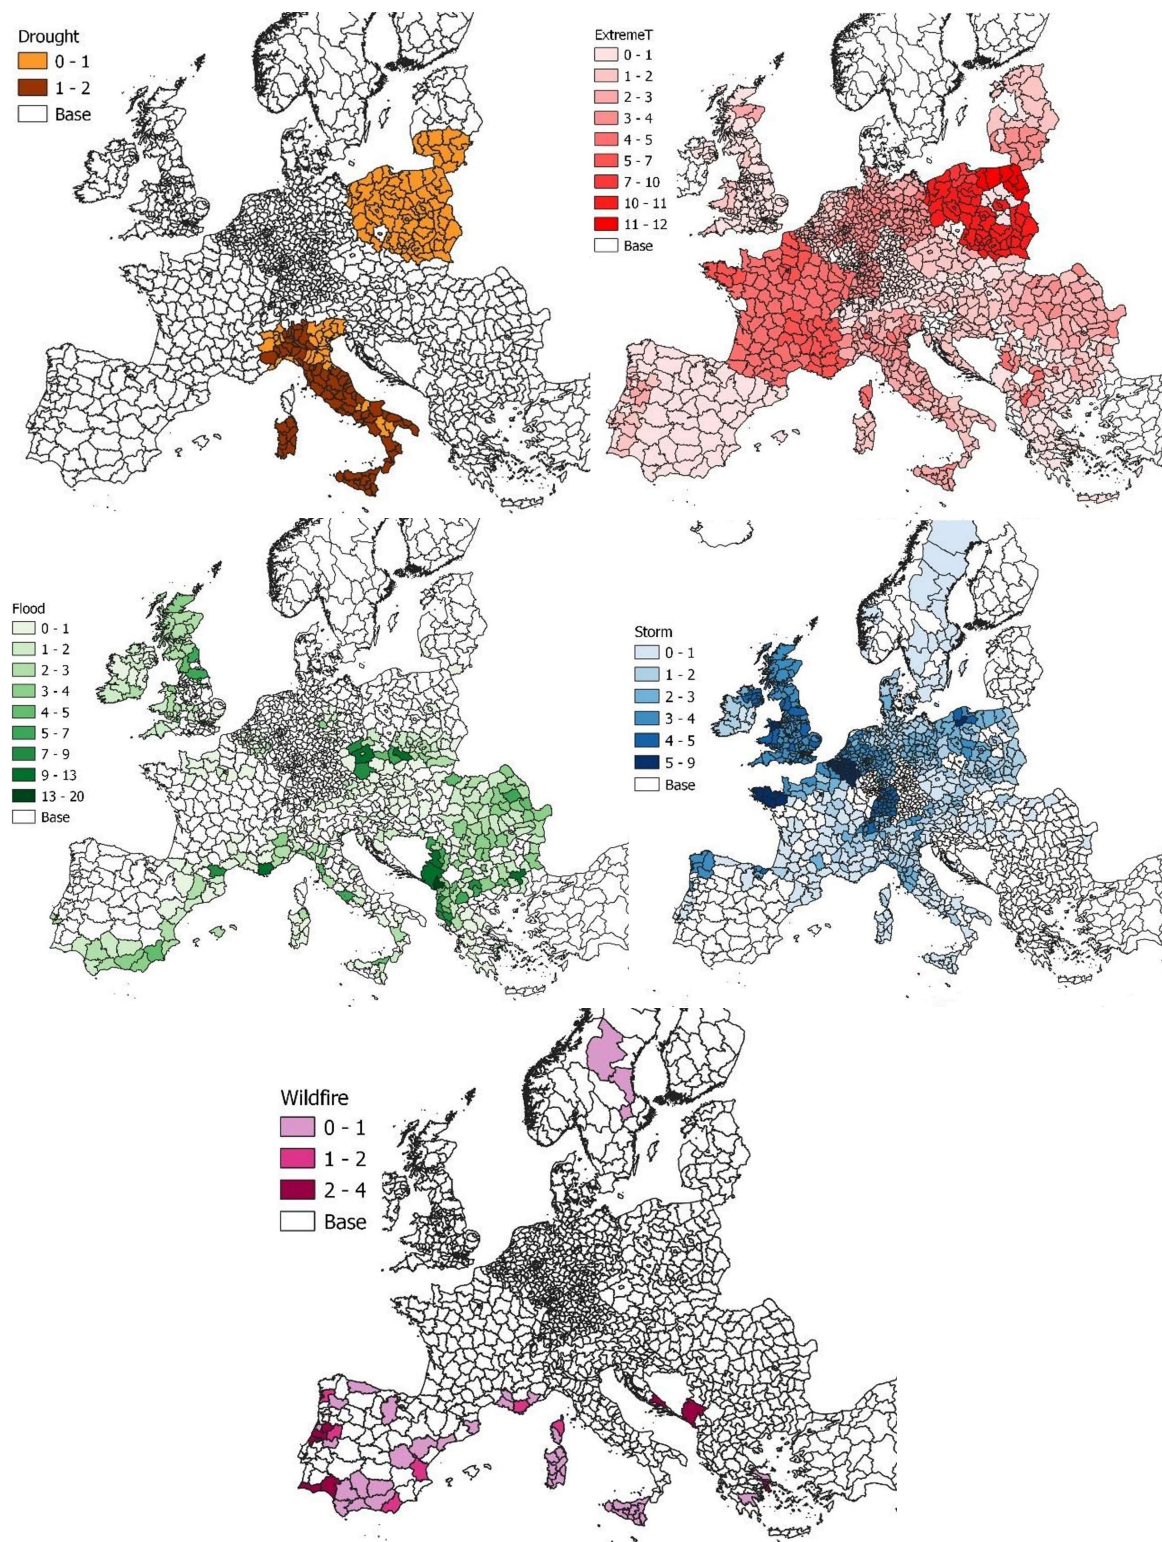 Drought
0 - 1
1 - 2
Base
ExtremeT
0 - 1
1 - 2
2 - 3
3 - 4
4 - 5
5 - 7
7 - 10
10 - 11
11 - 12
Base
Flood
0 - 1
1 - 2
2 - 3
3 - 4
4 - 5
5 - 7
7 - 9
9 - 13
13 - 20
Base
Storm
0 - 1
1 - 2
2 - 3
3 - 4
4 - 5
5 - 9
Base
Wildfire
0 - 1
1 - 2
2 - 4
Base